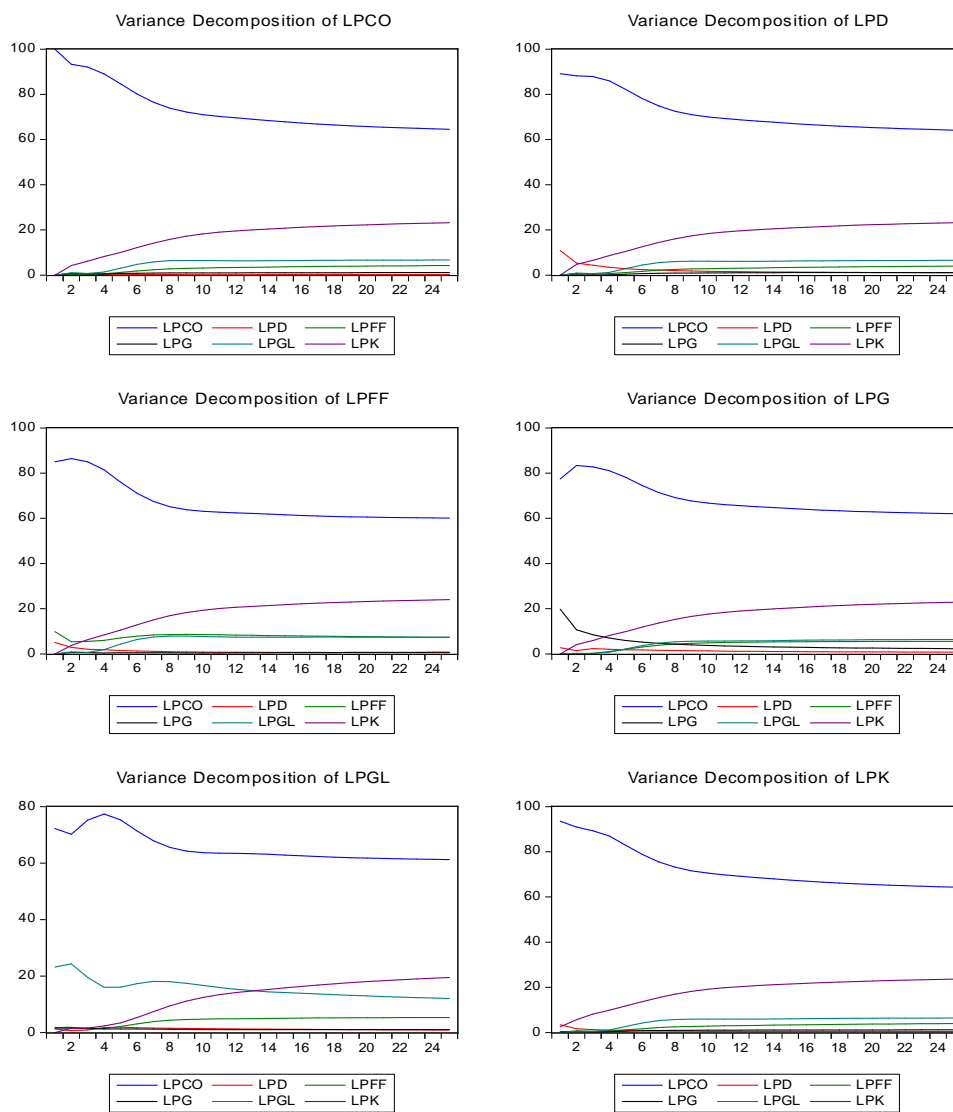 Variance Decomposition of LPCO
100
80
60
40
20
0
2 4 6 8 10 12 14 16 18 20 22 24
LPCO LPD LPFF
LPG LPGL LPK
Variance Decomposition of LPD
100
80
60
40
20
0
2 4 6 8 10 12 14 16 18 20 22 24
LPCO LPD LPFF
LPG LPGL LPK
Variance Decomposition of LPFF
100
80
60
40
20
0
2 4 6 8 10 12 14 16 18 20 22 24
LPCO LPD LPFF
LPG LPGL LPK
Variance Decomposition of LPG
100
80
60
40
20
0
2 4 6 8 10 12 14 16 18 20 22 24
LPCO LPD LPFF
LPG LPGL LPK
Variance Decomposition of LPGL
80
60
40
20
0
2 4 6 8 10 12 14 16 18 20 22 24
LPCO LPD LPFF
LPG LPGL LPK
Variance Decomposition of LPK
100
80
60
40
20
0
2 4 6 8 10 12 14 16 18 20 22 24
LPCO LPD LPFF
LPG LPGL LPK